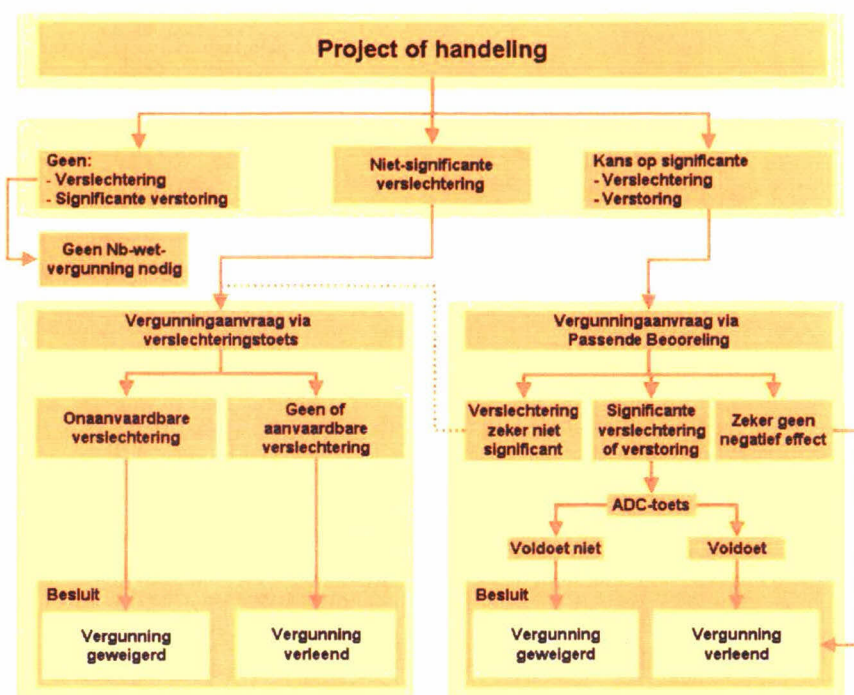 Project of handeling
Geen:
- Verslechtering
- Significante verstoring
Niet-significante
verslechtering
Kans op significante
- Verslechtering
- Verstoring
Geen Nb-wet-
vergunning nodig
Vergunningaanvraag via
verslechteringstoets
Onaanvaardbare
verslechtering
Geen of
aanvaardbare
verslechtering
Besluit
Vergunning
geweigerd
Vergunning
verleend
Vergunningaanvraag via
Passende Beooreling
Verslechtering
zeker niet
significant
Significante
verslechtering
of verstoring
Zeker geen
negatief effect
ADC-toets
Voldoet niet
Voldoet
Besluit
Vergunning
geweigerd
Vergunning
verleend